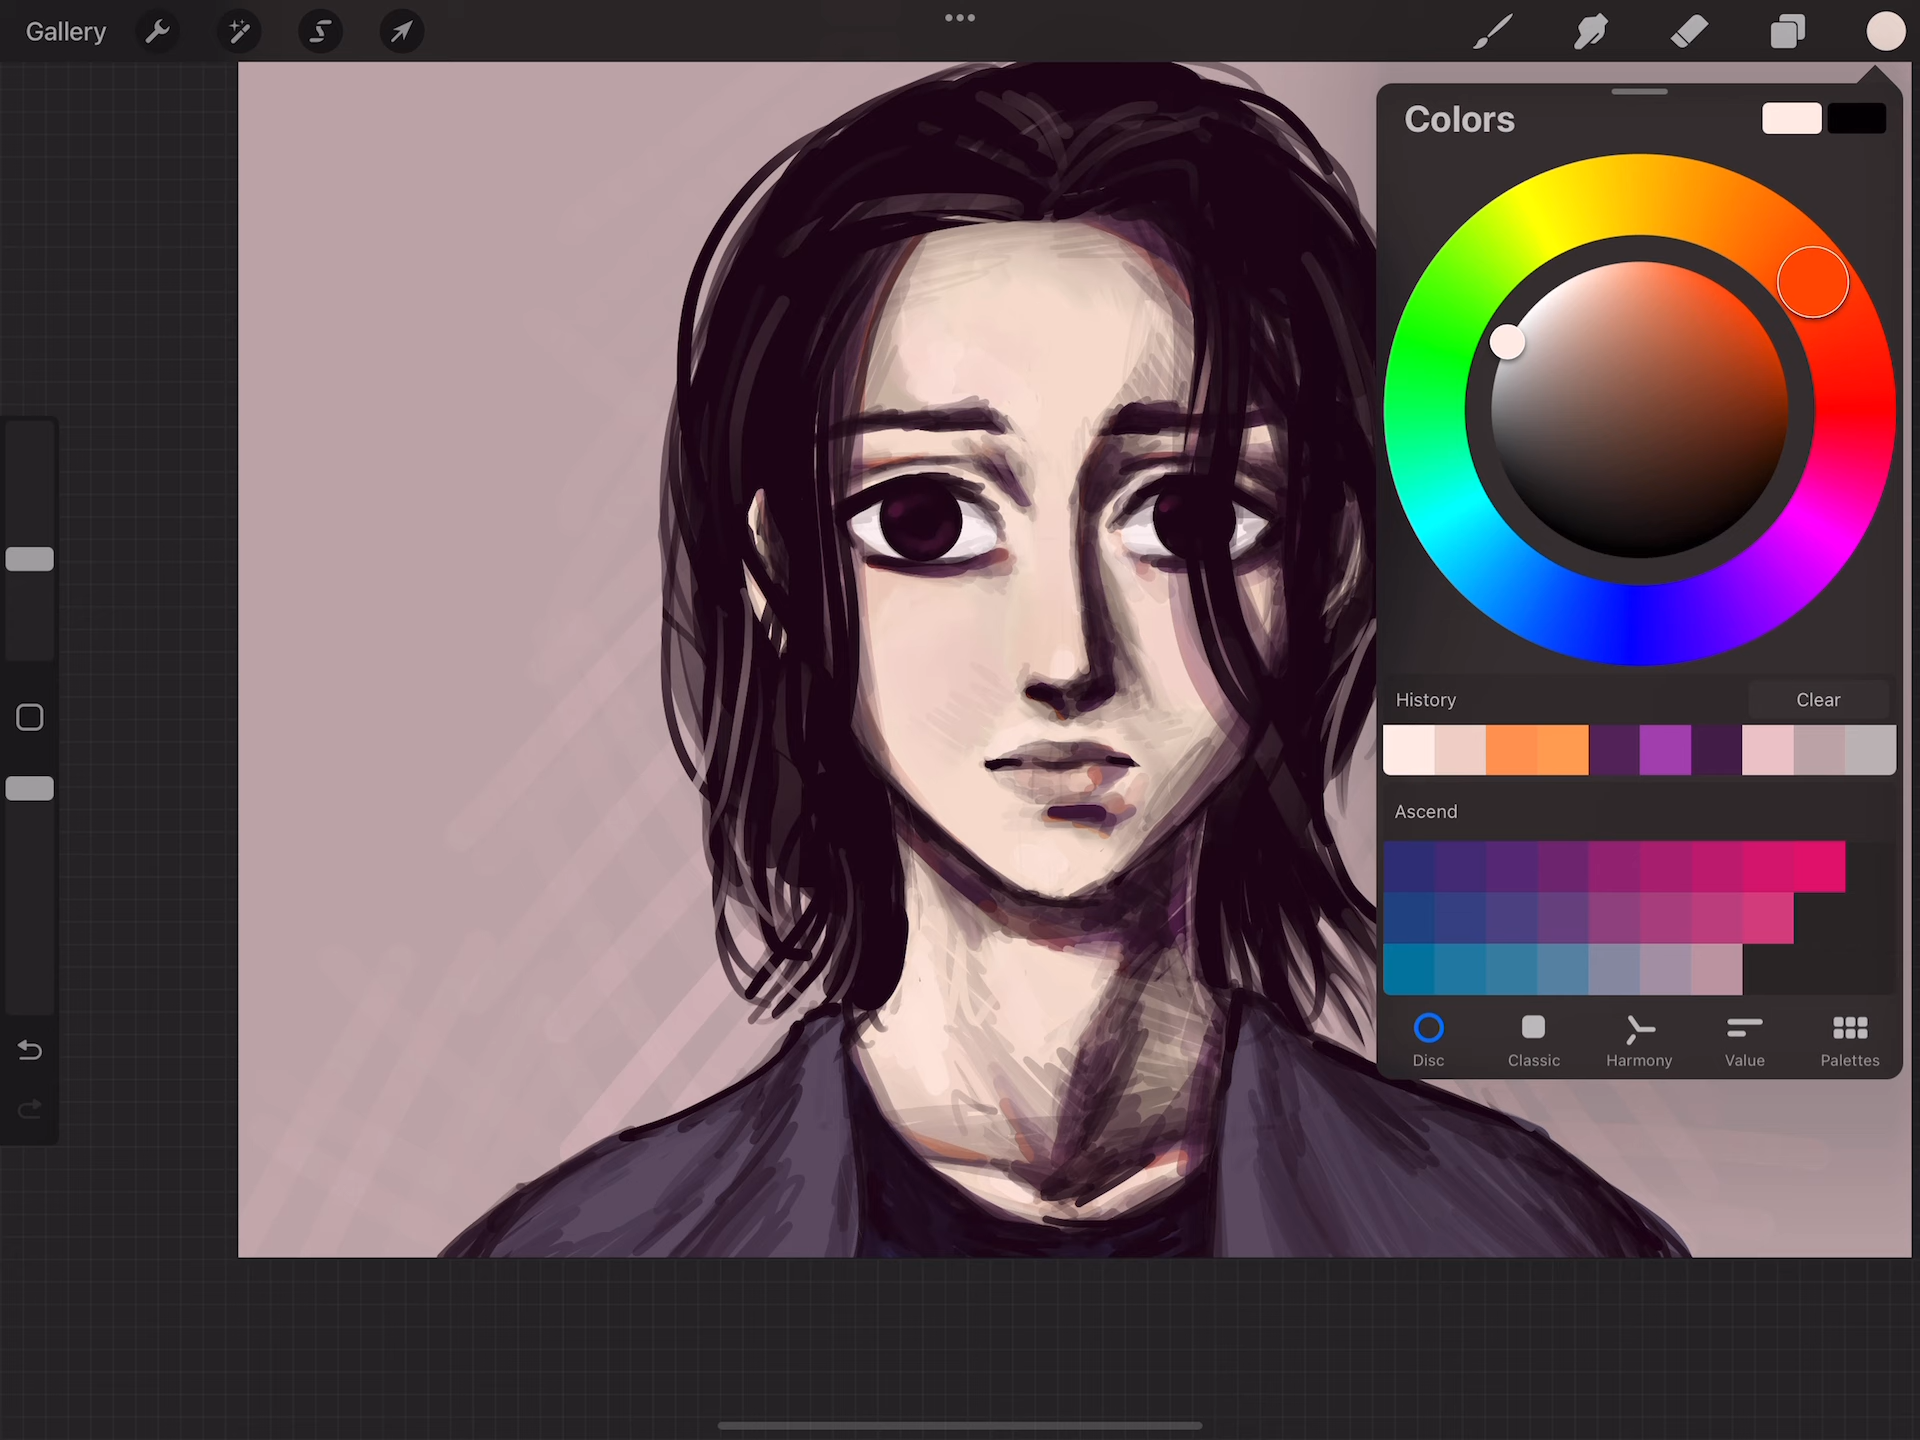 Gallery
Colors
History
Clear
Ascend
Disc
Classic
Harmony
Value
Palettes